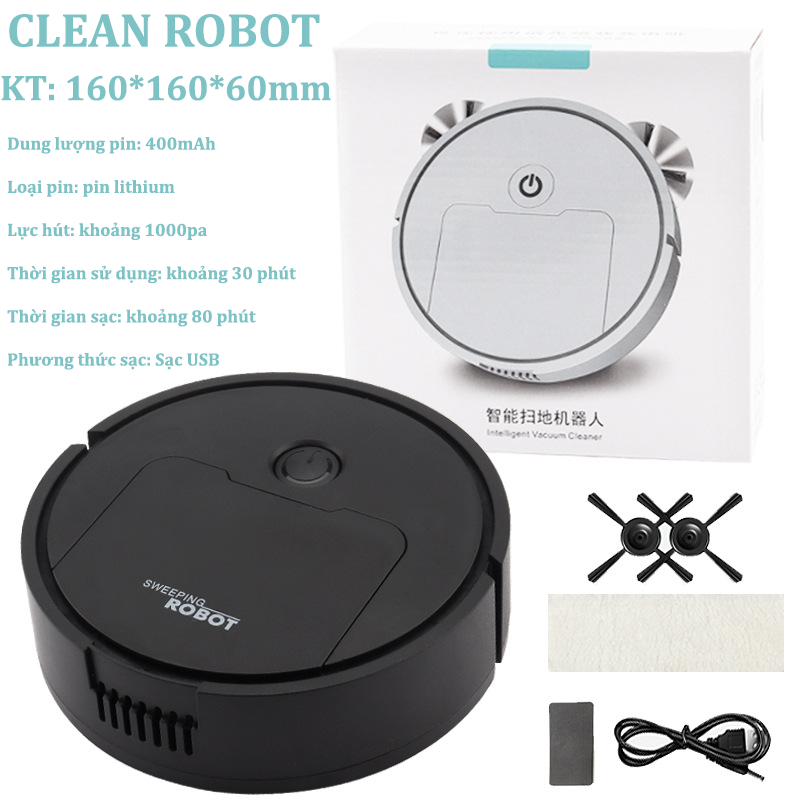 CLEAN ROBOT
KT: 160*160*60mm
Dung lượng pin: 400mAh
Loại pin: pin lithium
Lực hút: khoảng 1000pa
Thời gian sử dụng: khoảng 30 phút
Thời gian sạc: khoảng 80 phút
Phương thức sạc: Sạc USB
智能扫地机器人
Intelligent Vacuum Cleaner
SWEEPING
ROBOT